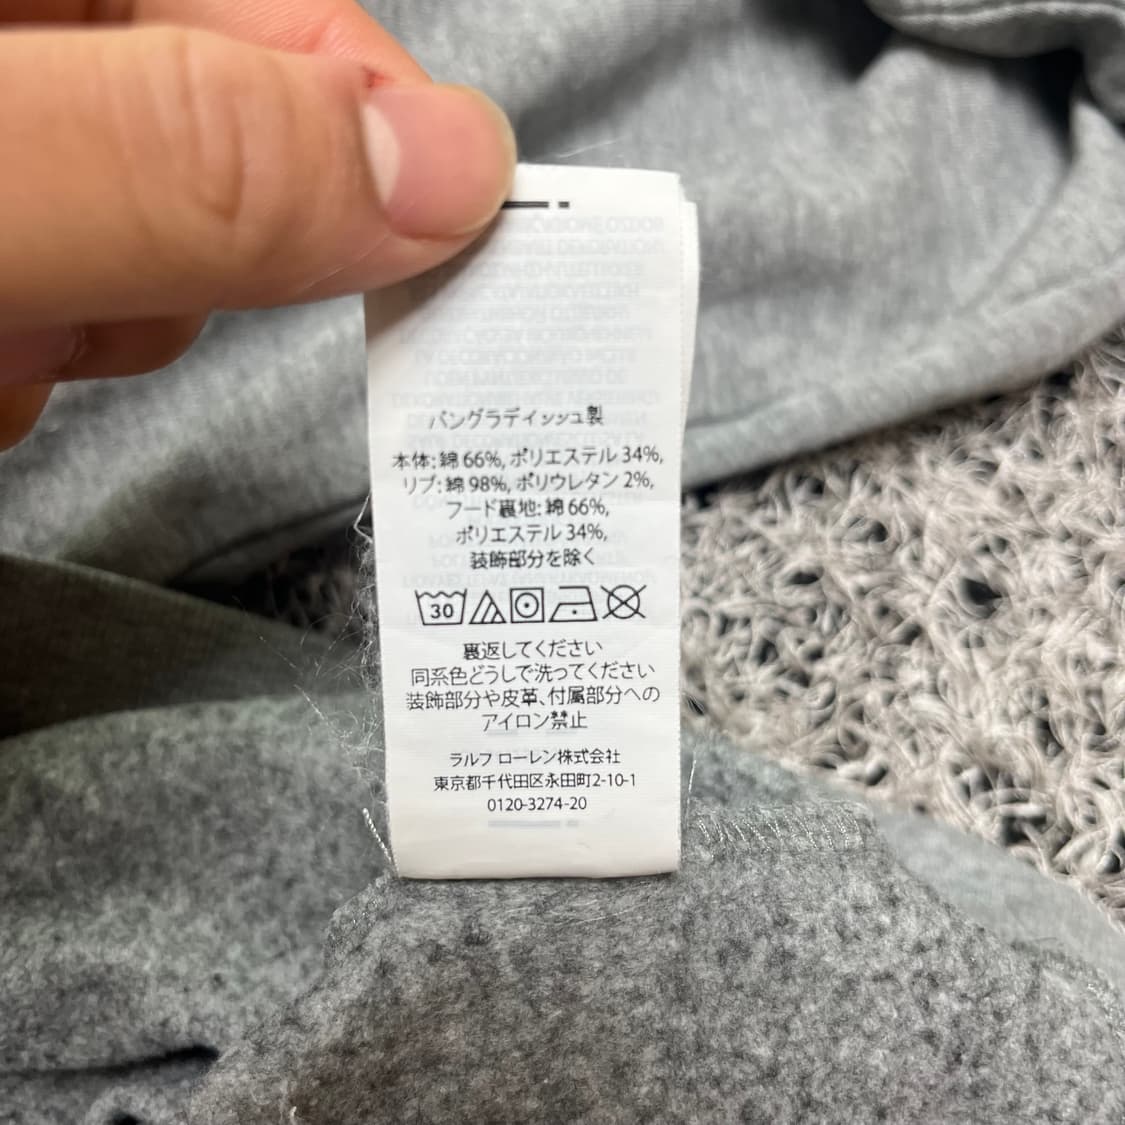 バングラディッシュ製
本体: 綿 66%, ポリエステル 34%,
リブ: 綿 98%, ポリウレタン 2%,
フード裏地: 綿 66%,
ポリエステル 34%,
装飾部分を除く
30
裏返してください
同系色どうしで洗ってください
装飾部分や皮革、付属部分への
アイロン禁止
ラルフ ローレン株式会社
東京都千代田区永田町2-10-1
0120-3274-20